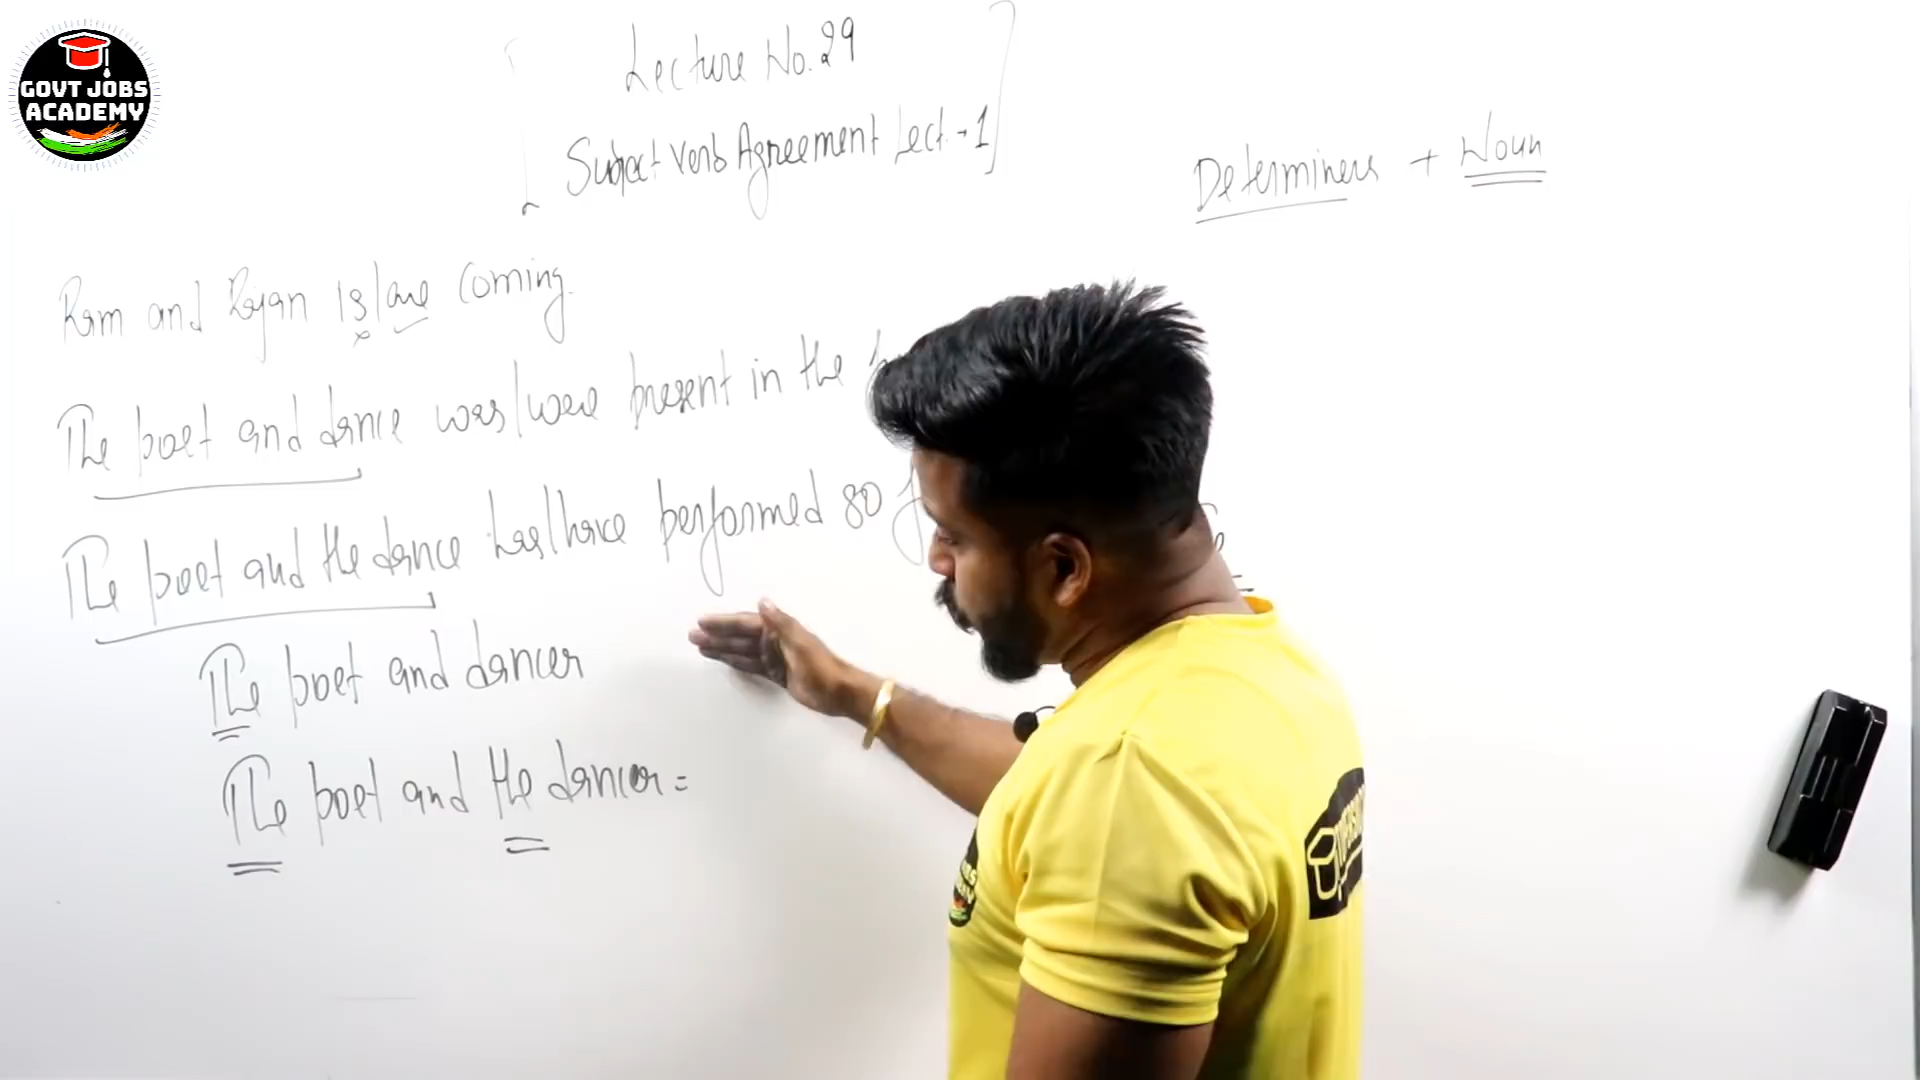 GOVT JOBS
ACADEMY
Lecture No. 29
Subject Verb Agreement Lect. - 1
Determiners + Noun
Ram and Ryan is/are coming.
The poet and dance was/were present in the
The poet and the dance has/have performed so f
The poet and dancer
The poet and the dancer =